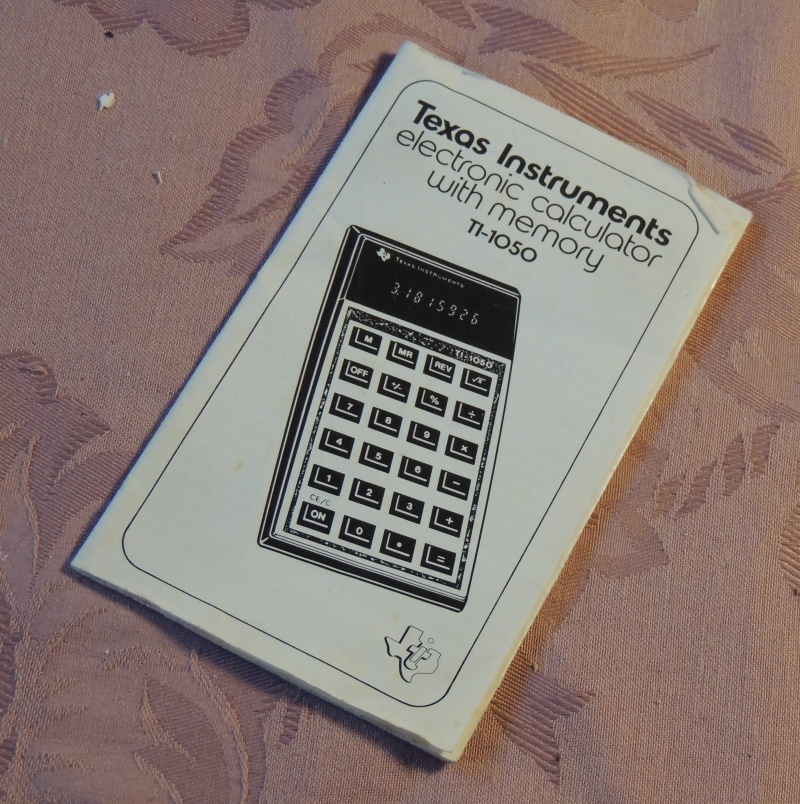 Texas Instruments
electronic calculator
with memory
TI-1050
TEXAS INSTRUMENTS
3.1815926
TI-1050
M MR REV √x
OFF +/- % ÷
7 8 9 x
4 5 6 −
1 2 3 +
CE/C
ON 0 • =